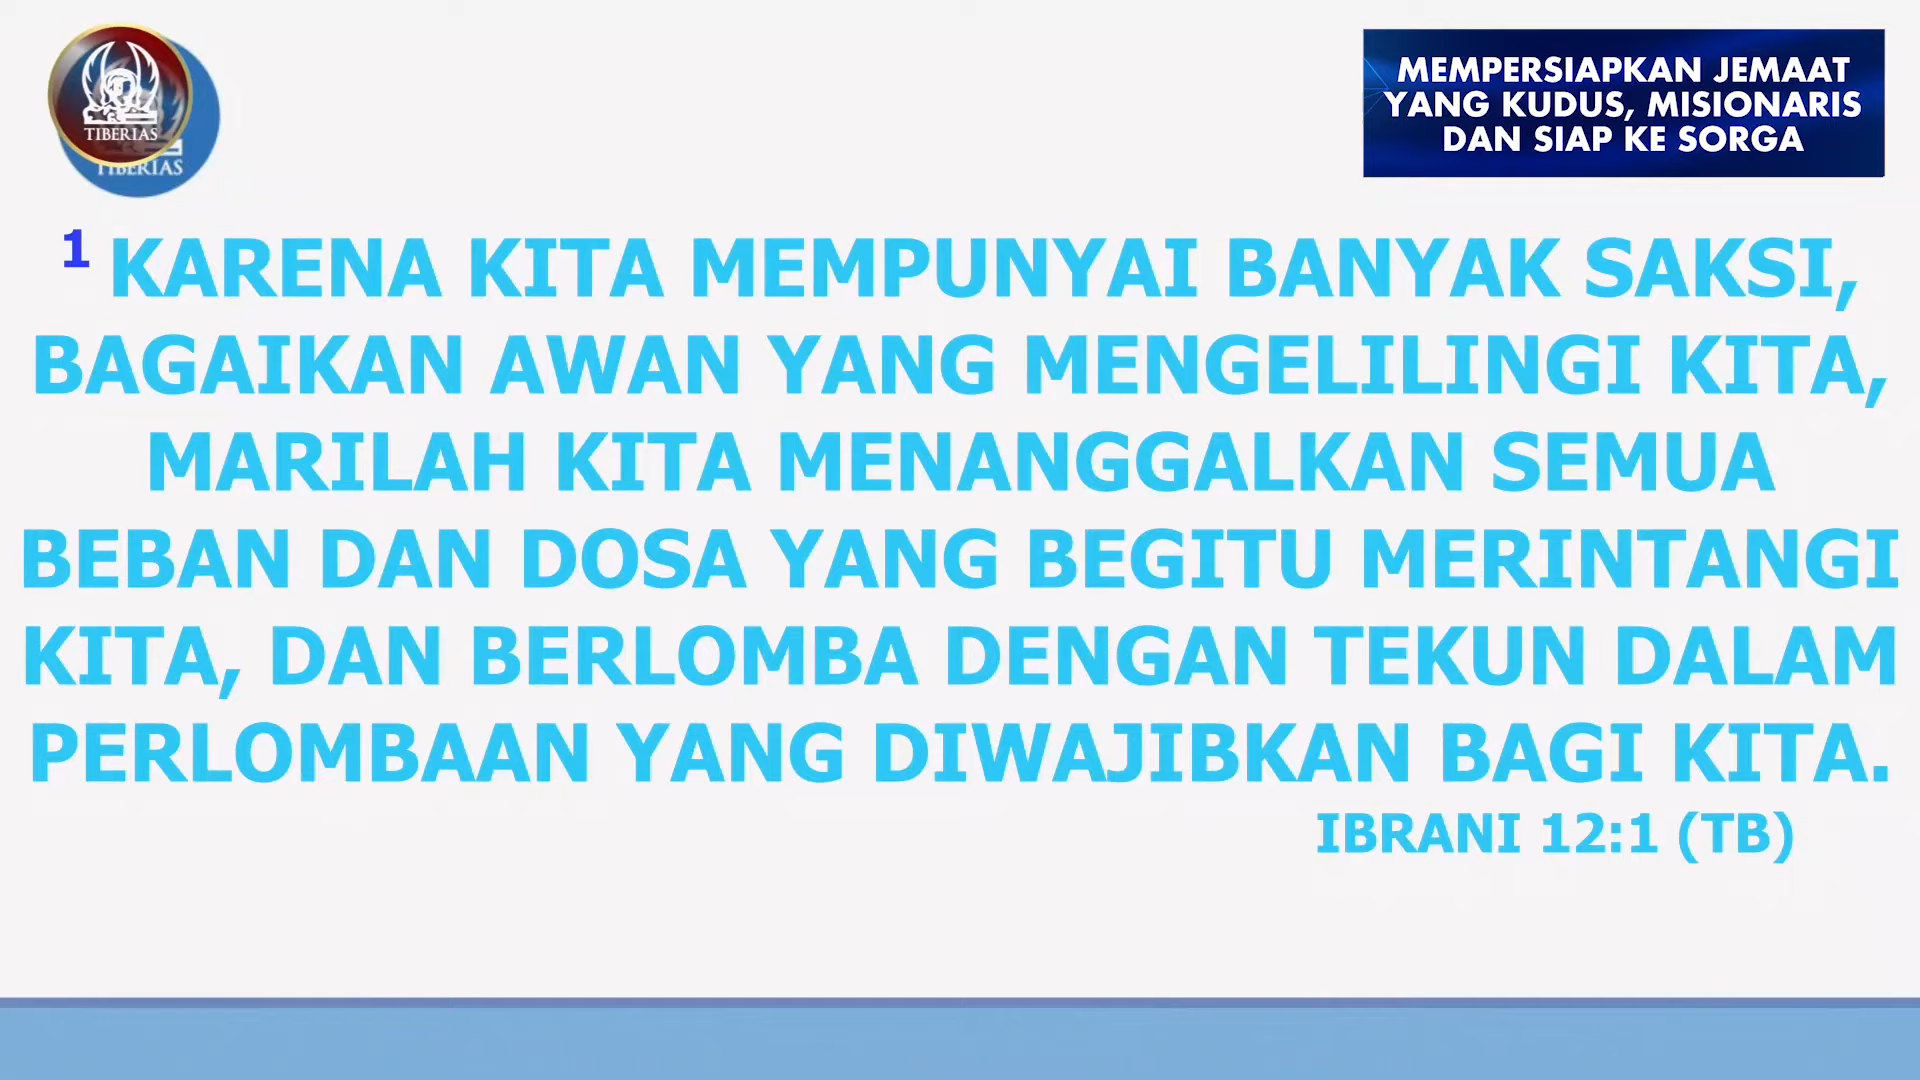 TIBERIAS
TIBERIAS
MEMPERSIAPKAN JEMAAT
YANG KUDUS, MISIONARIS
DAN SIAP KE SORGA
1 KARENA KITA MEMPUNYAI BANYAK SAKSI,
BAGAIKAN AWAN YANG MENGELILINGI KITA,
MARILAH KITA MENANGGALKAN SEMUA
BEBAN DAN DOSA YANG BEGITU MERINTANGI
KITA, DAN BERLOMBA DENGAN TEKUN DALAM
PERLOMBAAN YANG DIWAJIBKAN BAGI KITA.
IBRANI 12:1 (TB)